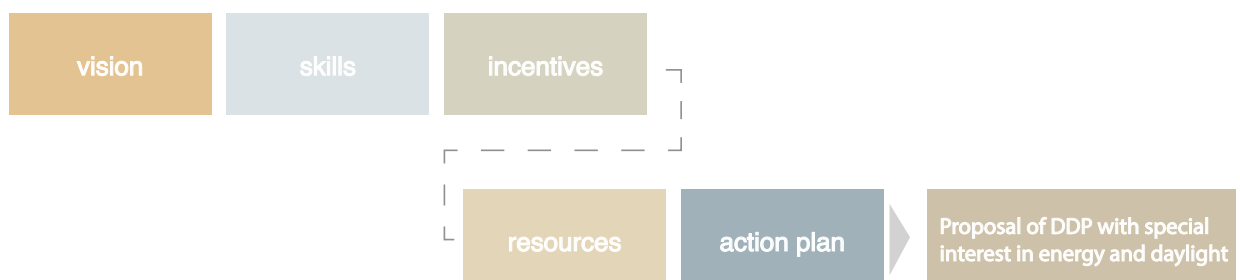 vision
skills
incentives
resources
action plan
Proposal of DDP with special
interest in energy and daylight